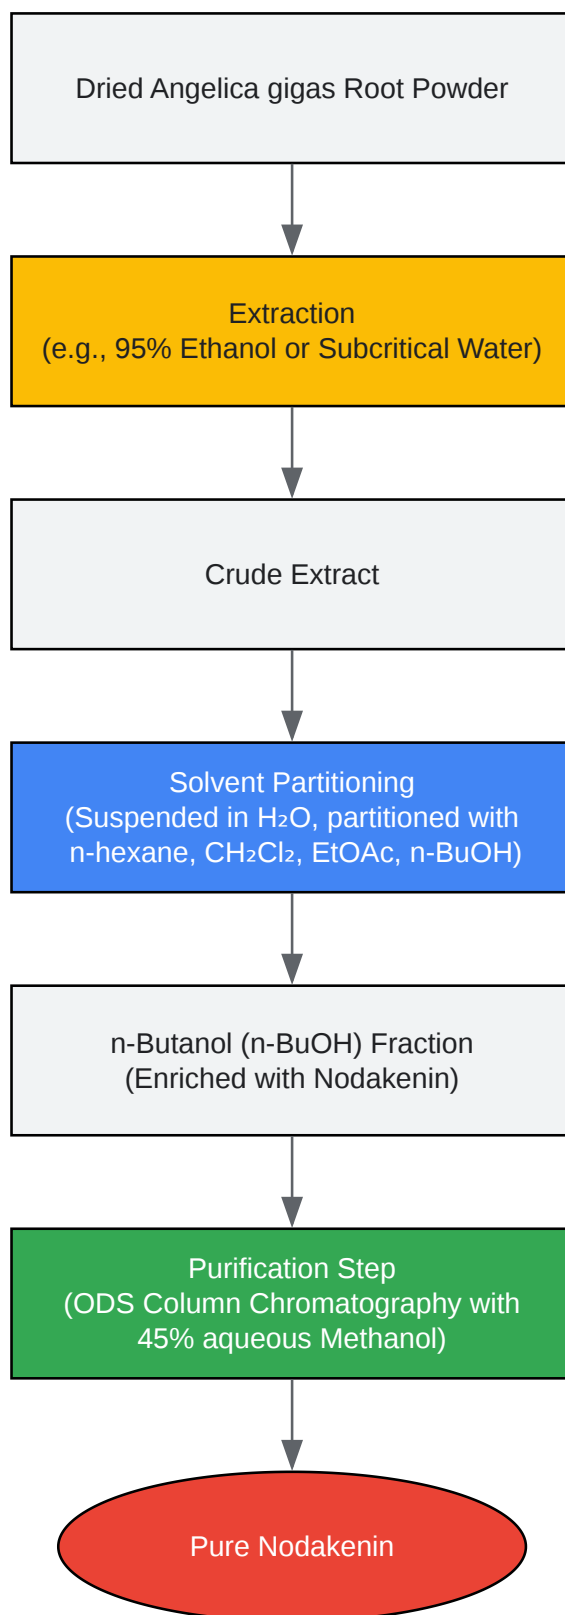 Dried Angelica gigas Root Powder
Extraction
(e.g., 95% Ethanol or Subcritical Water)
Crude Extract
Solvent Partitioning
(Suspended in H₂O, partitioned with
n-hexane, CH₂Cl₂, EtOAc, n-BuOH)
n-Butanol (n-BuOH) Fraction
(Enriched with Nodakenin)
Purification Step
(ODS Column Chromatography with
45% aqueous Methanol)
Pure Nodakenin